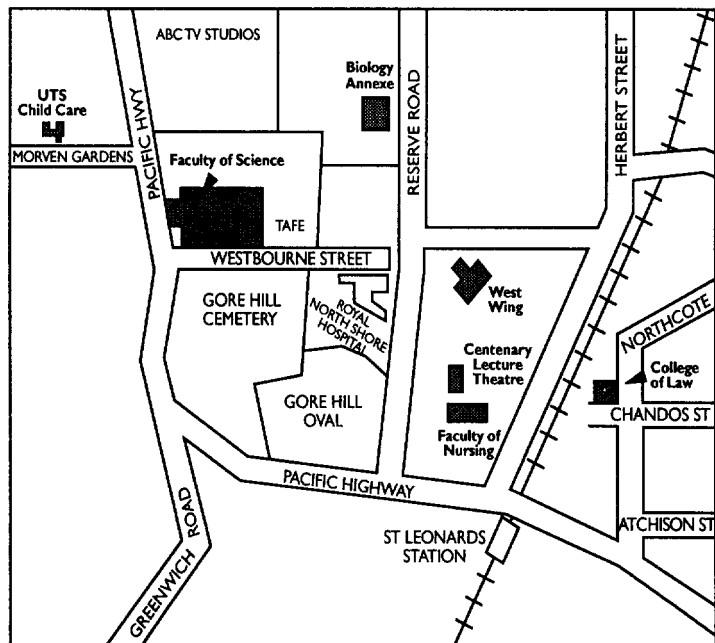 ABC TV STUDIOS
UTS
Child Care
MORVEN GARDENS
PACIFIC HWY
Biology
Annexe
RESERVE ROAD
HERBERT STREET
Faculty of Science
TAFE
WESTBOURNE STREET
GORE HILL
CEMETERY
ROYAL
NORTH SHORE
HOSPITAL
West
Wing
NORTHCOTE
Centenary
Lecture
Theatre
College
of Law
CHANDOS ST
GORE HILL
OVAL
Faculty of
Nursing
PACIFIC HIGHWAY
ATCHISON ST
ST LEONARDS
STATION
GREENWICH
ROAD